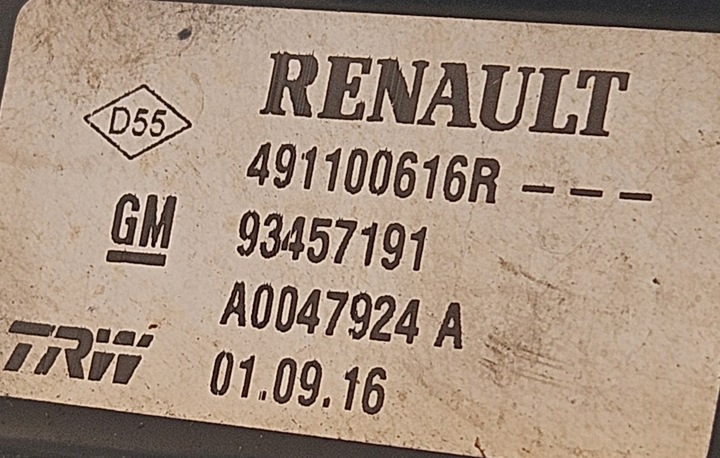 RENAULT
D55
491100616R ---
GM 93457191
A0047924 A
TRW 01.09.16